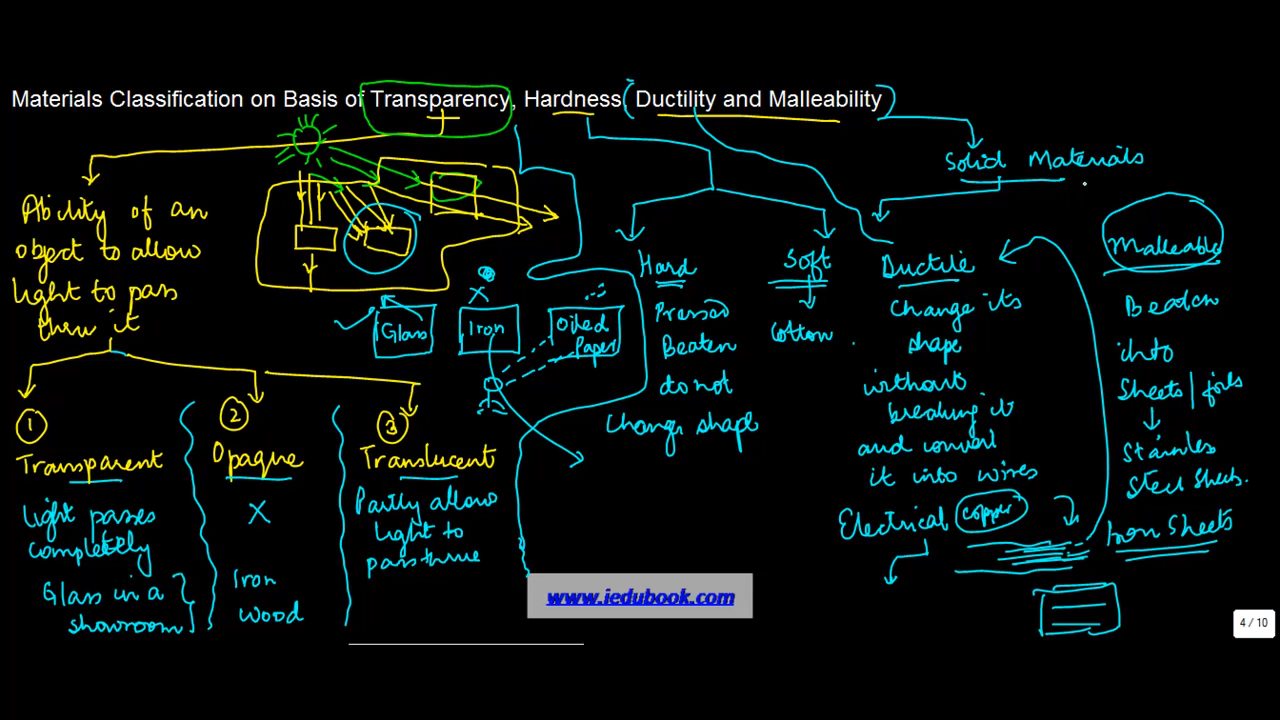 Materials Classification on Basis of Transparency, Hardness (Ductility and Malleability)
Solid Materials
Ability of an
object to allow
light to pass
thru it
Glass
Iron
Oiled
Paper
X
1
Transparent
Light passes
completely
Glass in a
showroom
2
Opaque
X
Iron
wood
3
Translucent
Partly allow
light to
pass thru
Hard
Pressed
Beaten
do not
change shape
Soft
Cotton
Ductile
Change its
shape
without
breaking it
and convert
it into wires
Electrical copper
Malleable
Beaten
into
Sheets/foils
Stainless
Steel Sheets.
Iron Sheets
www.iedubook.com
4 / 10